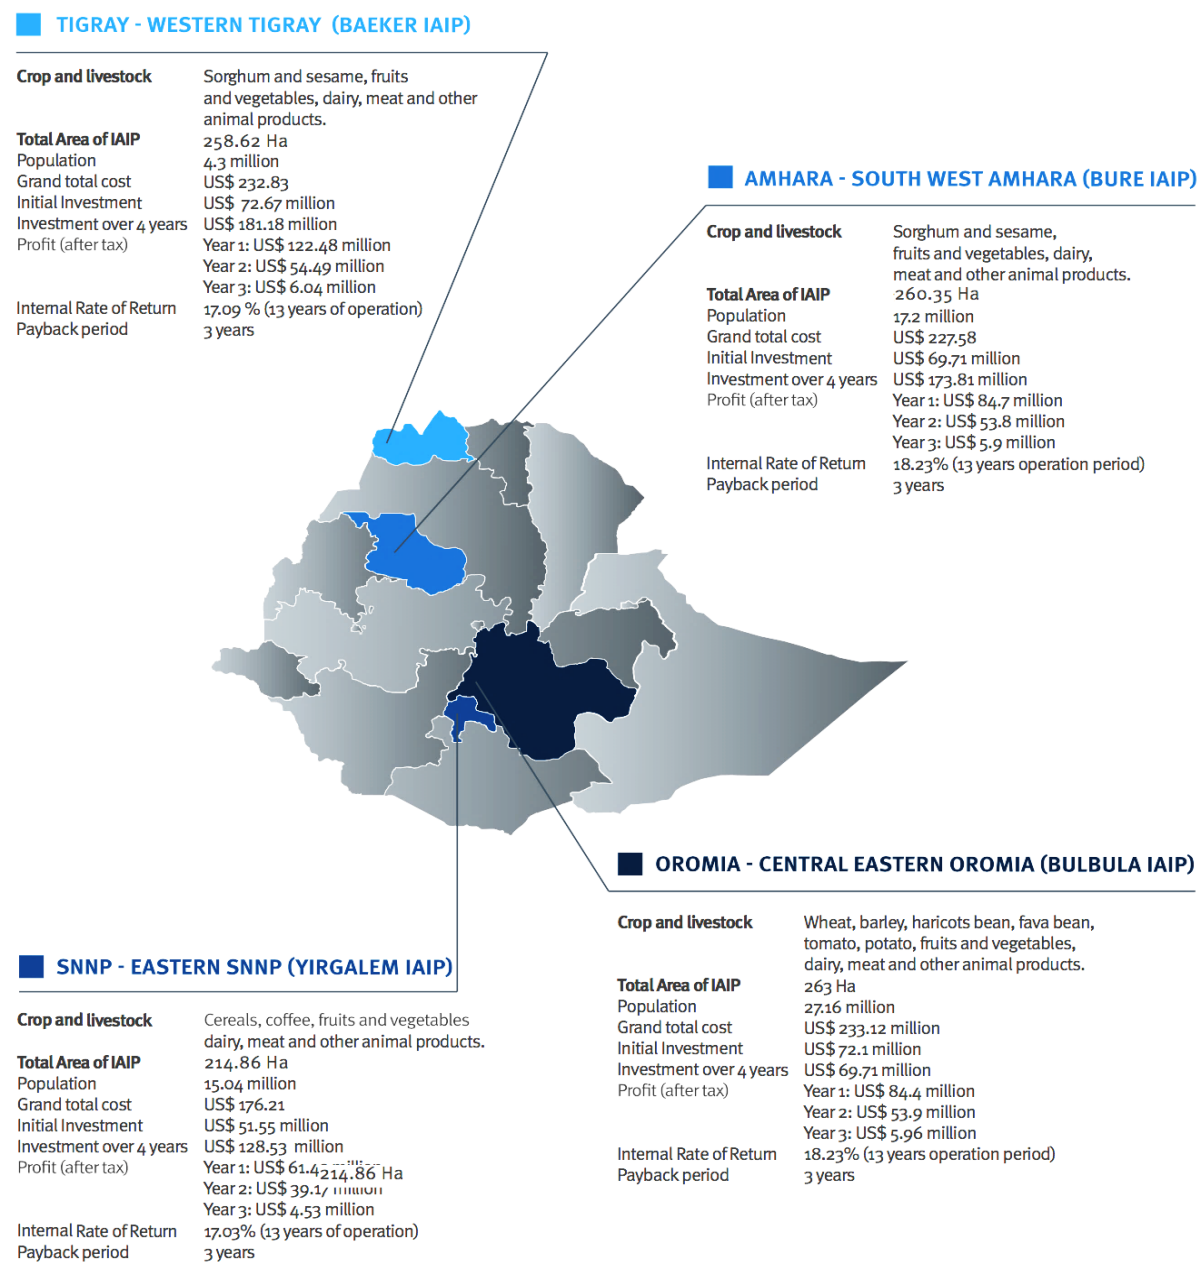 TIGRAY - WESTERN TIGRAY (BAEKER IAIP)
Crop and livestock Sorghum and sesame, fruits
and vegetables, dairy, meat and other
animal products.
Total Area of IAIP 258.62 Ha
Population 4.3 million
Grand total cost US$ 232.83
Initial Investment US$ 72.67 million
Investment over 4 years US$ 181.18 million
Profit (after tax) Year 1: US$ 122.48 million
Year 2: US$ 54.49 million
Year 3: US$ 6.04 million
Internal Rate of Return 17.09 % (13 years of operation)
Payback period 3 years
AMHARA - SOUTH WEST AMHARA (BURE IAIP)
Crop and livestock Sorghum and sesame,
fruits and vegetables, dairy,
meat and other animal products.
Total Area of IAIP 260.35 Ha
Population 17.2 million
Grand total cost US$ 227.58
Initial Investment US$ 69.71 million
Investment over 4 years US$ 173.81 million
Profit (after tax) Year 1: US$ 84.7 million
Year 2: US$ 53.8 million
Year 3: US$ 5.9 million
Internal Rate of Return 18.23% (13 years operation period)
Payback period 3 years
OROMIA - CENTRAL EASTERN OROMIA (BULBULA IAIP)
Crop and livestock Wheat, barley, haricots bean, fava bean,
tomato, potato, fruits and vegetables,
dairy, meat and other animal products.
Total Area of IAIP 263 Ha
Population 27.16 million
Grand total cost US$ 233.12 million
Initial Investment US$ 72.1 million
Investment over 4 years US$ 69.71 million
Profit (after tax) Year 1: US$ 84.4 million
Year 2: US$ 53.9 million
Year 3: US$ 5.96 million
Internal Rate of Return 18.23% (13 years operation period)
Payback period 3 years
SNNP - EASTERN SNNP (YIRGALEM IAIP)
Crop and livestock Cereals, coffee, fruits and vegetables
dairy, meat and other animal products.
Total Area of IAIP 214.86 Ha
Population 15.04 million
Grand total cost US$ 176.21
Initial Investment US$ 51.55 million
Investment over 4 years US$ 128.53 million
Profit (after tax) Year 1: US$
214.86 Ha
Year 2: US$ 39.17 million
Year 3: US$ 4.53 million
Internal Rate of Return 17.03% (13 years of operation)
Payback period 3 years